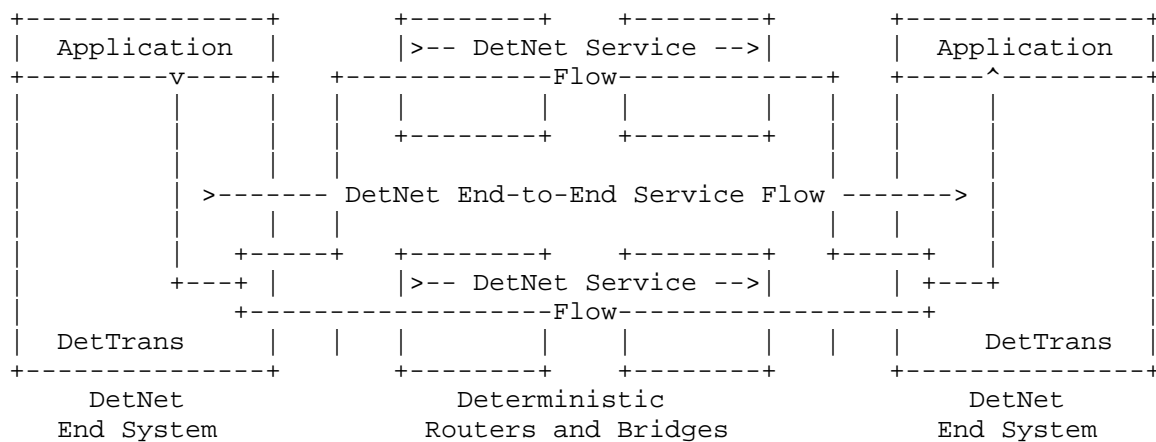 Application >-- DetNet Service --> Application
Flow
>------- DetNet End-to-End Service Flow ------->
>-- DetNet Service -->
Flow
DetTrans DetTrans
DetNet Deterministic DetNet
End System Routers and Bridges End System